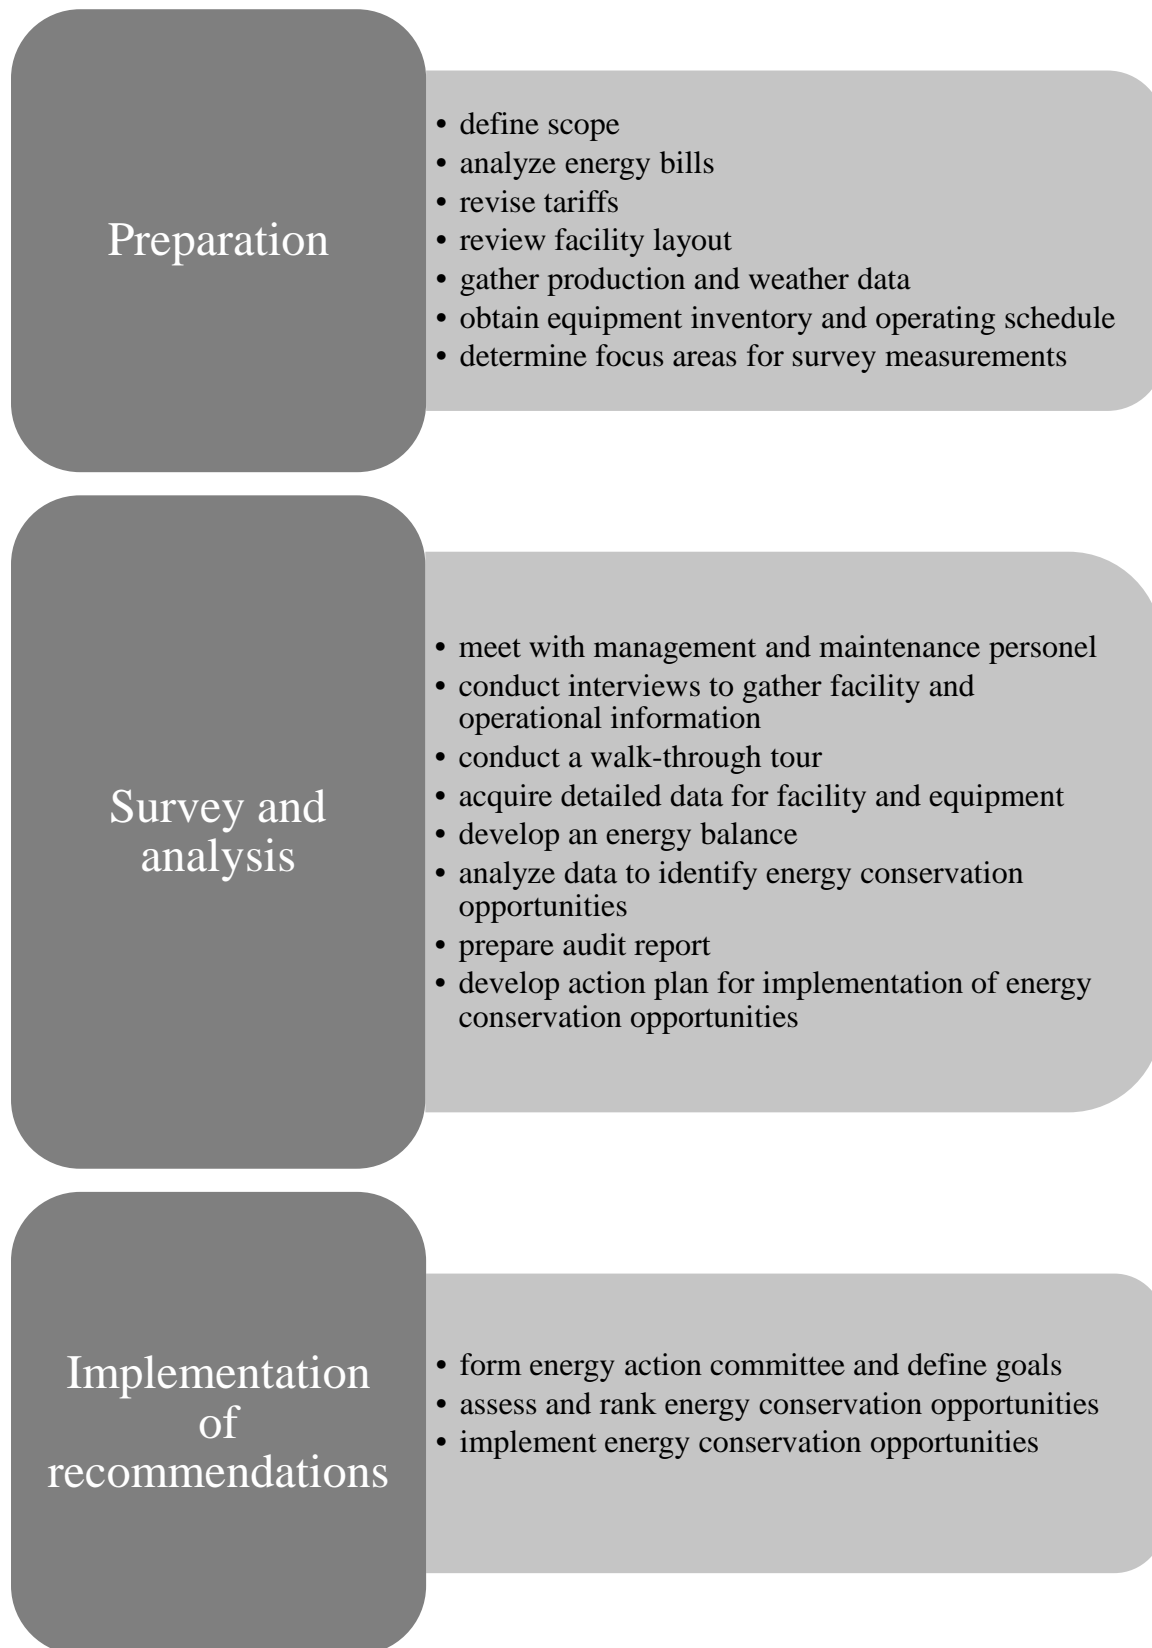 Preparation
• define scope
• analyze energy bills
• revise tariffs
• review facility layout
• gather production and weather data
• obtain equipment inventory and operating schedule
• determine focus areas for survey measurements
Survey and
analysis
• meet with management and maintenance personel
• conduct interviews to gather facility and
operational information
• conduct a walk-through tour
• acquire detailed data for facility and equipment
• develop an energy balance
• analyze data to identify energy conservation
opportunities
• prepare audit report
• develop action plan for implementation of energy
conservation opportunities
Implementation
of
recommendations
• form energy action committee and define goals
• assess and rank energy conservation opportunities
• implement energy conservation opportunities